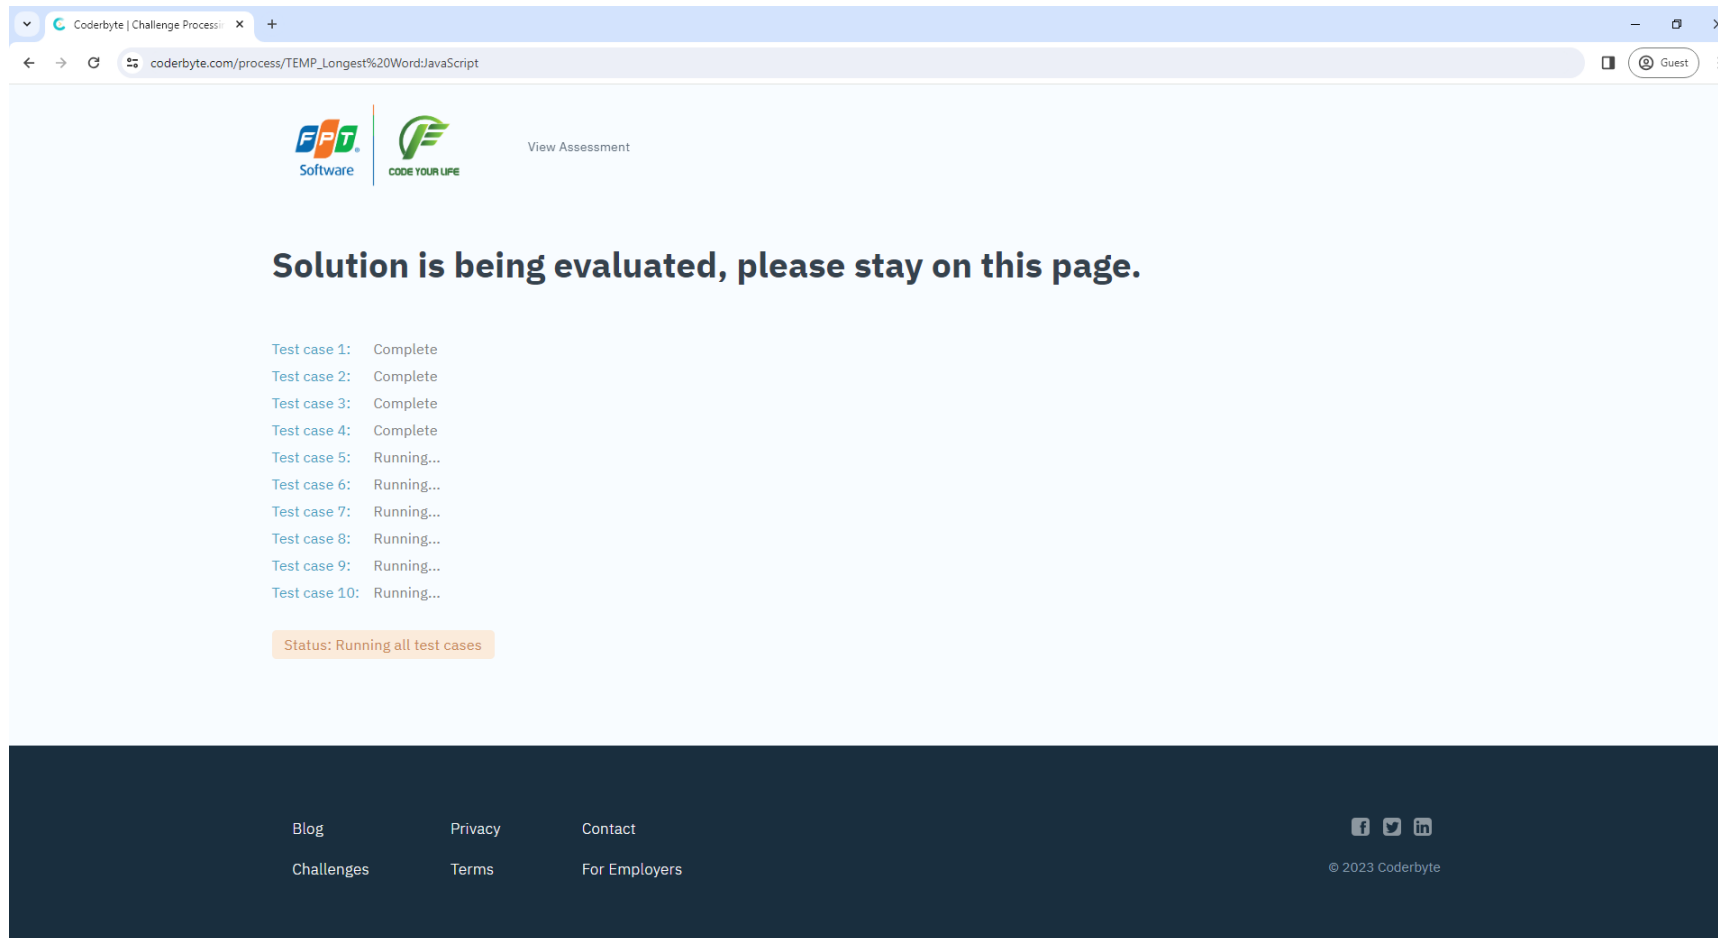 Coderbyte | Challenge Processi
coderbyte.com/process/TEMP_Longest%20Word:JavaScript
Guest
FPT
Software
CODE YOUR LIFE
View Assessment
Solution is being evaluated, please stay on this page.
Test case 1: Complete
Test case 2: Complete
Test case 3: Complete
Test case 4: Complete
Test case 5: Running...
Test case 6: Running...
Test case 7: Running...
Test case 8: Running...
Test case 9: Running...
Test case 10: Running...
Status: Running all test cases
Blog Privacy Contact
Challenges Terms For Employers
© 2023 Coderbyte